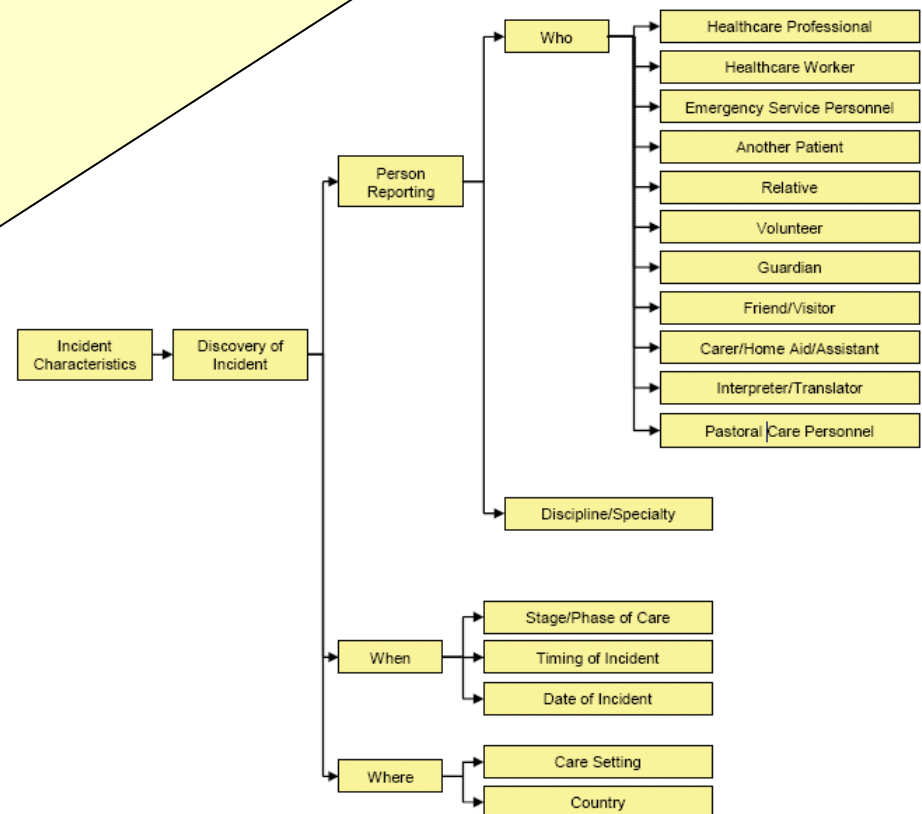 Incident
Characteristics
Discovery of
Incident
Person
Reporting
Who
Healthcare Professional
Healthcare Worker
Emergency Service Personnel
Another Patient
Relative
Volunteer
Guardian
Friend/Visitor
Carer/Home Aid/Assistant
Interpreter/Translator
Pastoral Care Personnel
Discipline/Specialty
When
Stage/Phase of Care
Timing of Incident
Date of Incident
Where
Care Setting
Country